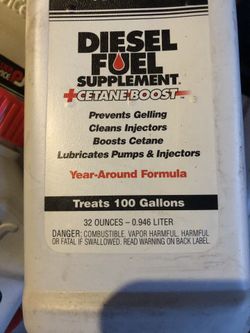 DIESEL
FUEL
SUPPLEMENT
+CETANE BOOST
Prevents Gelling
Cleans Injectors
Boosts Cetane
Lubricates Pumps & Injectors
Year-Around Formula
Treats 100 Gallons
32 OUNCES – 0.946 LITER
DANGER: COMBUSTIBLE. VAPOR HARMFUL. HARMFUL
OR FATAL IF SWALLOWED. READ WARNING ON BACK LABEL.